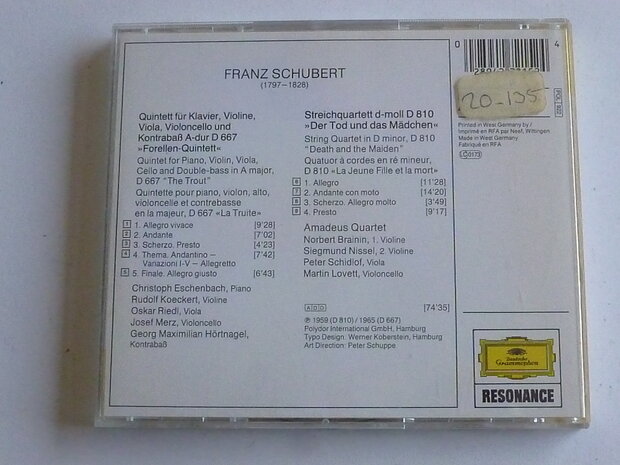 FRANZ SCHUBERT
(1797–1828)
Quintett für Klavier, Violine,
Viola, Violoncello und
Kontrabaß A-dur D 667
»Forellen-Quintett«
Quintet for Piano, Violin, Viola,
Cello and Double-bass in A major,
D 667 "The Trout"
Quintette pour piano, violon, alto,
violoncelle et contrebasse
en la majeur, D 667 «La Truite»
1 1. Allegro vivace [9'28]
2 2. Andante [7'02]
3 3. Scherzo. Presto [4'23]
4 4. Thema. Andantino – [7'42]
Variationi I-V – Allegretto
5 5. Finale. Allegro giusto [6'43]
Christoph Eschenbach, Piano
Rudolf Koeckert, Violine
Oskar Riedl, Viola
Josef Merz, Violoncello
Georg Maximilian Hörtnagel,
Kontrabaß
Streichquartett d-moll D 810
»Der Tod und das Mädchen«
String Quartet in D minor, D 810
"Death and the Maiden"
Quatuor à cordes en ré mineur,
D 810 «La Jeune Fille et la mort»
6 1. Allegro [11'28]
7 2. Andante con moto [14'20]
8 3. Scherzo. Allegro molto [3'49]
9 4. Presto [9'17]
Amadeus Quartet
Norbert Brainin, 1. Violine
Siegmund Nissel, 2. Violine
Peter Schidlof, Viola
Martin Lovett, Violoncello
ADD [74'35]
℗ 1959 (D 810) / 1965 (D 667)
Polydor International GmbH, Hamburg
Typo Design: Werner Koberstein, Hamburg
Art Direction: Peter Schuppe
0 4
20-135
Printed in West Germany by /
Imprimé en RFA par Neef, Wittingen
Made in West Germany
Fabriqué en RFA
LC 0173
Deutsche
Grammophon
RESONANCE